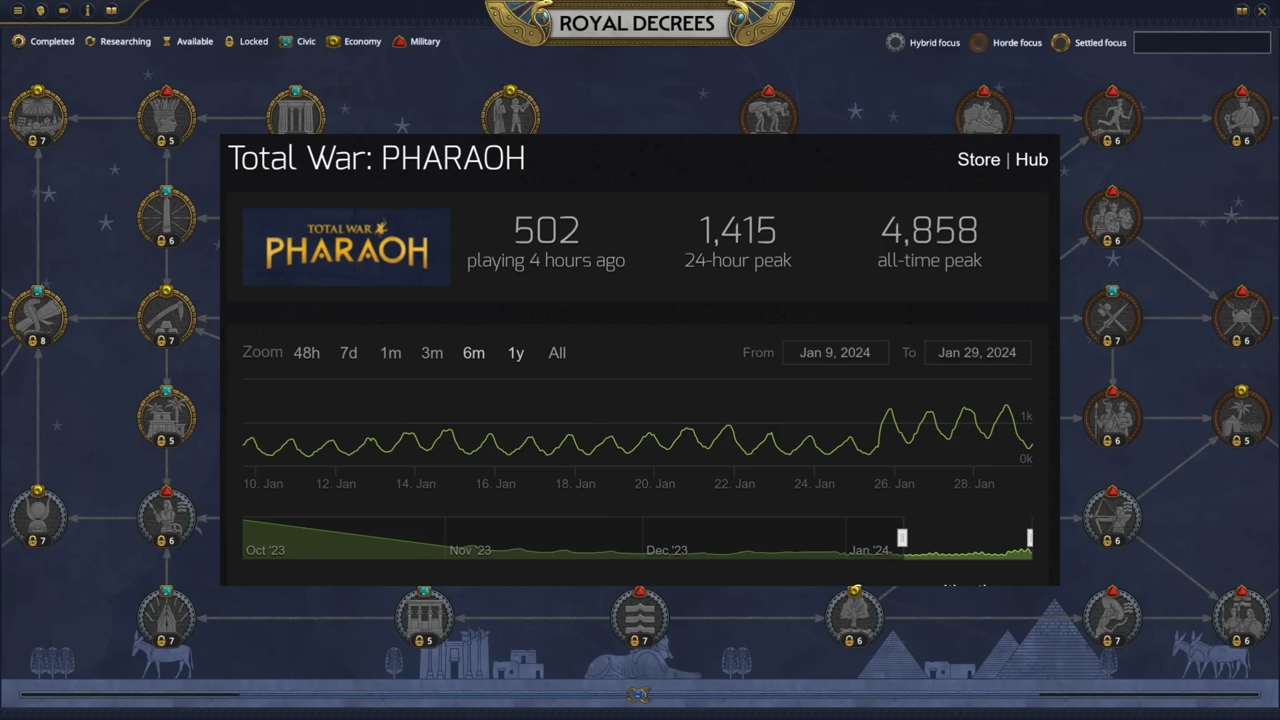 ROYAL DECREES
Completed Researching Available Locked Civic Economy Military
Hybrid focus Horde focus Settled focus
7 5 6 6
Total War: PHARAOH
Store | Hub
TOTAL WAR
PHARAOH
502 1,415 4,858
playing 4 hours ago 24-hour peak all-time peak
6 6
Zoom 48h 7d 1m 3m 6m 1y All
From Jan 9, 2024 To Jan 29, 2024
8 7 7 6
1k
0k
5 6 5
10. Jan 12. Jan 14. Jan 16. Jan 18. Jan 20. Jan 22. Jan 24. Jan 26. Jan 28. Jan
Oct '23 Nov '23 Dec '23 Jan '24
7 6 6
7 5 7 6 7 6